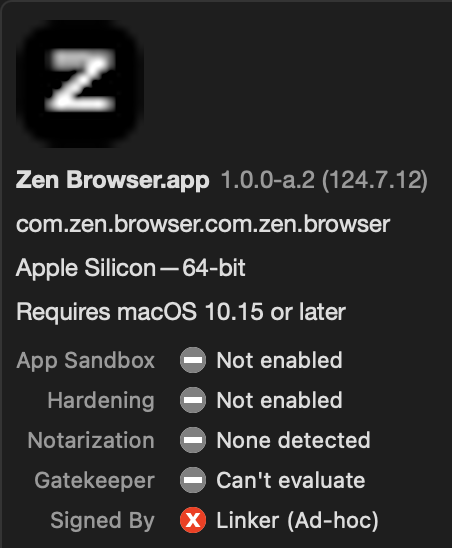 Z
Zen Browser.app 1.0.0-a.2 (124.7.12)
com.zen.browser.com.zen.browser
Apple Silicon — 64-bit
Requires macOS 10.15 or later
App Sandbox Not enabled
Hardening Not enabled
Notarization None detected
Gatekeeper Can't evaluate
Signed By X Linker (Ad-hoc)